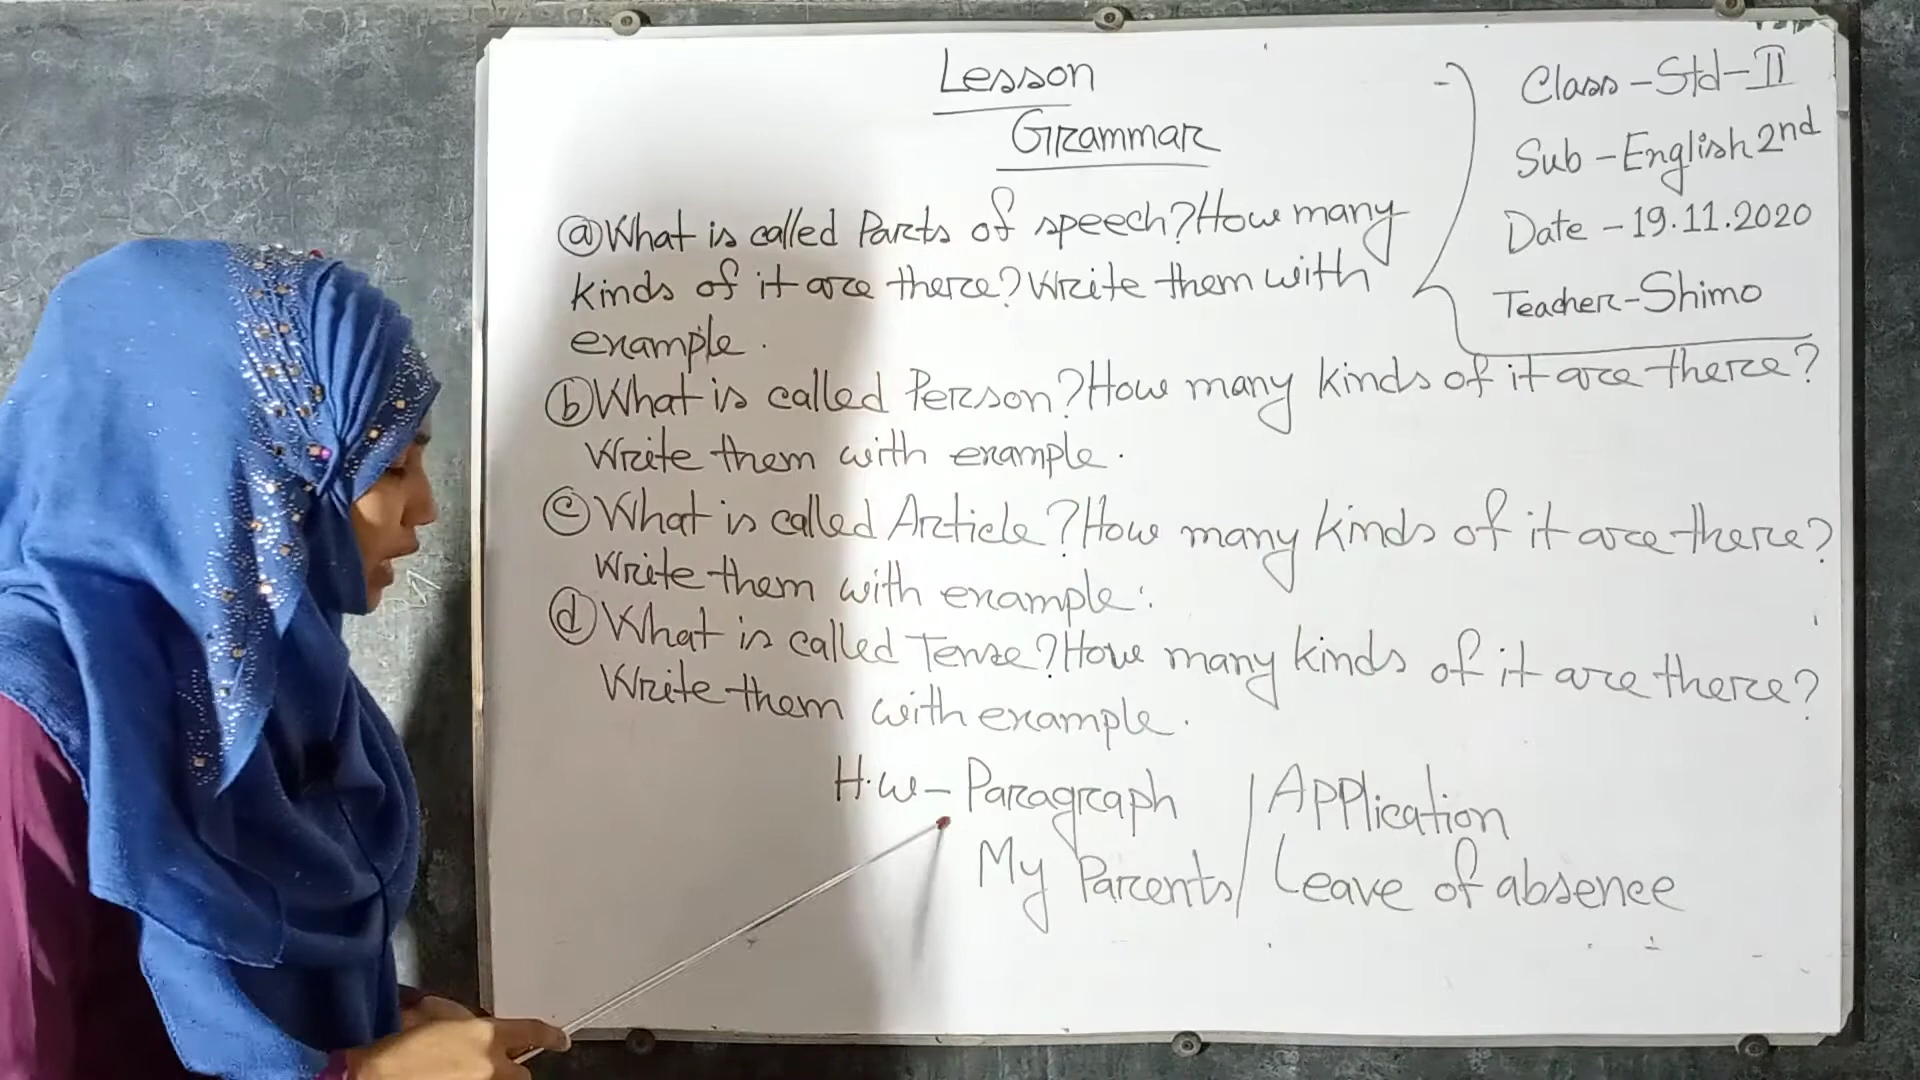 Lesson
Grammar
Class - Std - II
Sub - English 2nd
Date - 19.11.2020
Teacher - Shimo
ⓐ What is called Parts of speech? How many
kinds of it are there? Write them with
example.
ⓑ What is called Person? How many kinds of it are there?
Write them with example.
ⓒ What is called Article? How many kinds of it are there?
Write them with example.
ⓓ What is called Tense? How many kinds of it are there?
Write them with example.
H.W - Paragraph / Application
My Parents / Leave of absence